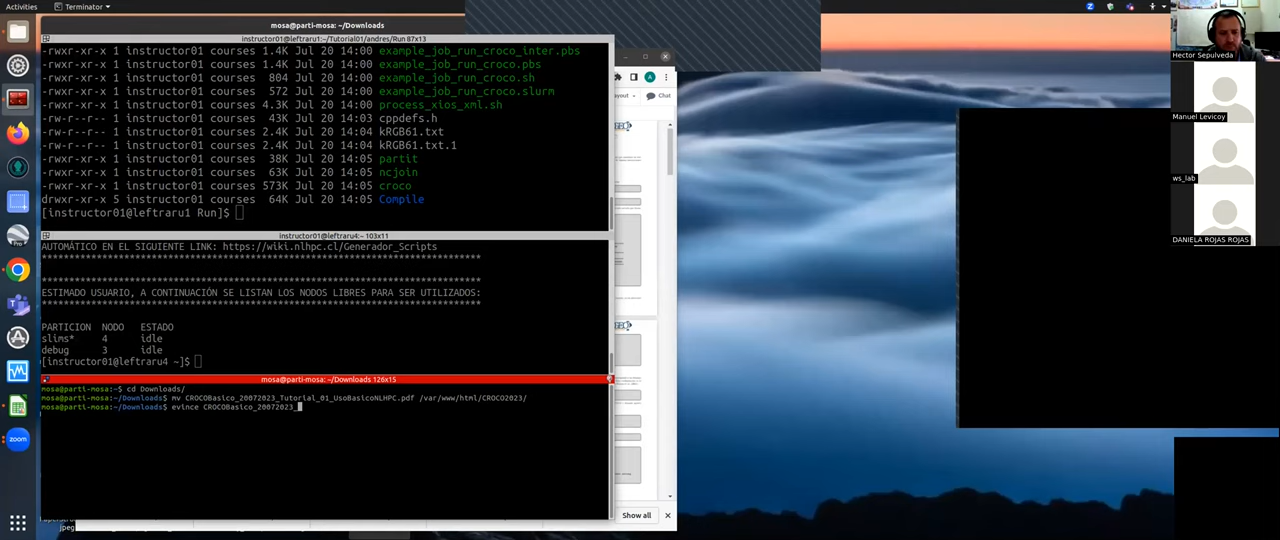 Activities
Terminador
mosa@parti-mosa: ~/Downloads
instructor01@leftraru1:~/Tutorial01/andres/Run 87x13
-rwxr-xr-x 1 instructor01 courses 1.4K Jul 20 14:00 example_job_run_croco_inter.pbs
-rwxr-xr-x 1 instructor01 courses 1.4K Jul 20 14:00 example_job_run_croco.pbs
-rwxr-xr-x 1 instructor01 courses 804 Jul 20 14:00 example_job_run_croco.sh
-rwxr-xr-x 1 instructor01 courses 572 Jul 20 14:00 example_job_run_croco.slurm
-rwxr-xr-x 1 instructor01 courses 4.3K Jul 20 14:00 process_xios_xml.sh
-rw-r--r-- 1 instructor01 courses 43K Jul 20 14:03 cppdefs.h
-rw-r--r-- 1 instructor01 courses 2.4K Jul 20 14:04 kRGB61.txt
-rw-r--r-- 1 instructor01 courses 2.4K Jul 20 14:04 kRGB61.txt.1
-rwxr-xr-x 1 instructor01 courses 38K Jul 20 14:05 partit
-rwxr-xr-x 1 instructor01 courses 63K Jul 20 14:05 ncjoin
-rwxr-xr-x 1 instructor01 courses 573K Jul 20 14:05 croco
drwxr-xr-x 5 instructor01 courses 64K Jul 20 14:05 Compile
[instructor01@leftraru1 Run]$
instructor01@leftraru4:~ 103x11
AUTOMÁTICO EN EL SIGUIENTE LINK: https://wiki.nlhpc.cl/Generador_Scripts
********************************************************************************
********************************************************************************
ESTIMADO USUARIO, A CONTINUACIÓN SE LISTAN LOS NODOS LIBRES PARA SER UTILIZADOS:
********************************************************************************
PARTICION NODO ESTADO
slims* 4 idle
debug 3 idle
[instructor01@leftraru4 ~]$
mosa@parti-mosa: ~/Downloads 126x15
mosa@parti-mosa:~$ cd Downloads/
mosa@parti-mosa:~/Downloads$ mv CROCOBasico_20072023_Tutorial_01_UsoBasicoNLHPC.pdf /var/www/html/CROCO2023/
mosa@parti-mosa:~/Downloads$ evince CROCOBasico_20072023_
A
ayout
Chat
Show all
jpeg
Pro
zoom
Hector Sepulveda
Manuel Levicoy
ws_lab
DANIELA ROJAS ROJAS